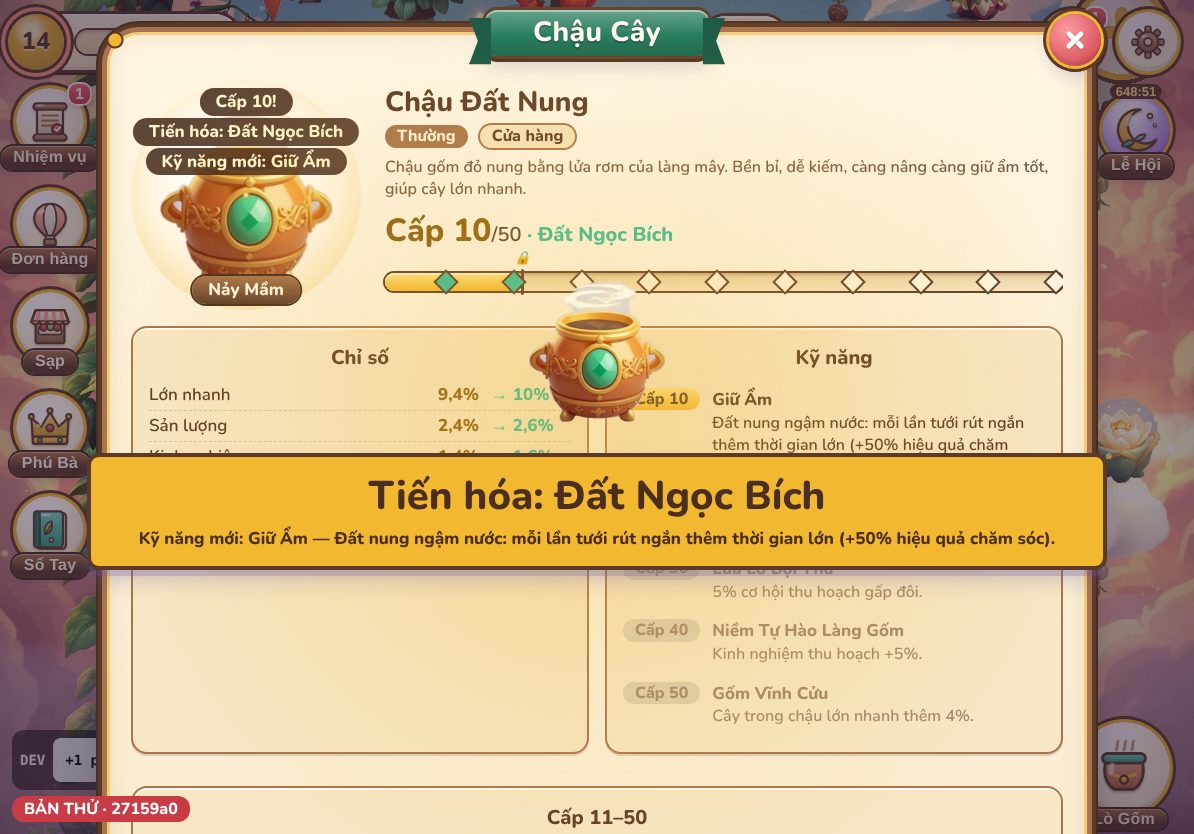 Chậu Cây
14
1
Nhiệm vụ
Đơn hàng
Sạp
Phú Bà
Sổ Tay
DEV
+1
BẢN THỬ · 27159a0
Cấp 10!
Tiến hóa: Đất Ngọc Bích
Kỹ năng mới: Giữ Ẩm
Nảy Mầm
Chậu Đất Nung
Thường
Cửa hàng
Chậu gốm đỏ nung bằng lửa rơm của làng mây. Bền bỉ, dễ kiếm, càng nâng càng giữ ẩm tốt,
giúp cây lớn nhanh.
Cấp 10/50 · Đất Ngọc Bích
Chỉ số
Lớn nhanh 9,4% → 10%
Sản lượng 2,4% → 2,6%
Kỹ năng
Cấp 10 Giữ Ẩm
Đất nung ngậm nước: mỗi lần tưới rút ngắn
thêm thời gian lớn (+50% hiệu quả chăm
Tiến hóa: Đất Ngọc Bích
Kỹ năng mới: Giữ Ẩm — Đất nung ngậm nước: mỗi lần tưới rút ngắn thêm thời gian lớn (+50% hiệu quả chăm sóc).
5% cơ hội thu hoạch gấp đôi.
Cấp 40 Niềm Tự Hào Làng Gốm
Kinh nghiệm thu hoạch +5%.
Cấp 50 Gốm Vĩnh Cửu
Cây trong chậu lớn nhanh thêm 4%.
Cấp 11–50
648:51
Lễ Hội
Lò Gốm